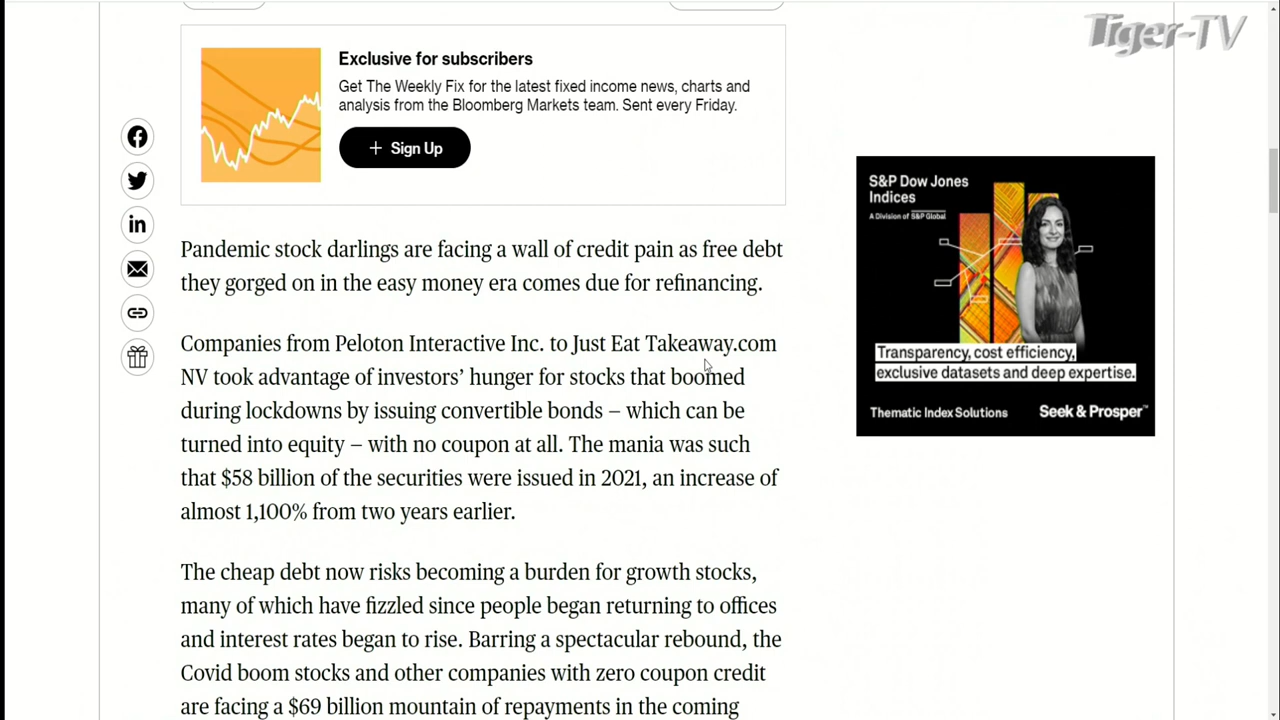 Tiger-TV
Exclusive for subscribers
Get The Weekly Fix for the latest fixed income news, charts and
analysis from the Bloomberg Markets team. Sent every Friday.
+ Sign Up
Pandemic stock darlings are facing a wall of credit pain as free debt
they gorged on in the easy money era comes due for refinancing.
Companies from Peloton Interactive Inc. to Just Eat Takeaway.com
NV took advantage of investors’ hunger for stocks that boomed
during lockdowns by issuing convertible bonds – which can be
turned into equity – with no coupon at all. The mania was such
that $58 billion of the securities were issued in 2021, an increase of
almost 1,100% from two years earlier.
The cheap debt now risks becoming a burden for growth stocks,
many of which have fizzled since people began returning to offices
and interest rates began to rise. Barring a spectacular rebound, the
Covid boom stocks and other companies with zero coupon credit
are facing a $69 billion mountain of repayments in the coming
S&P Dow Jones
Indices
A Division of S&P Global
Transparency, cost efficiency,
exclusive datasets and deep expertise.
Thematic Index Solutions
Seek & Prosper™